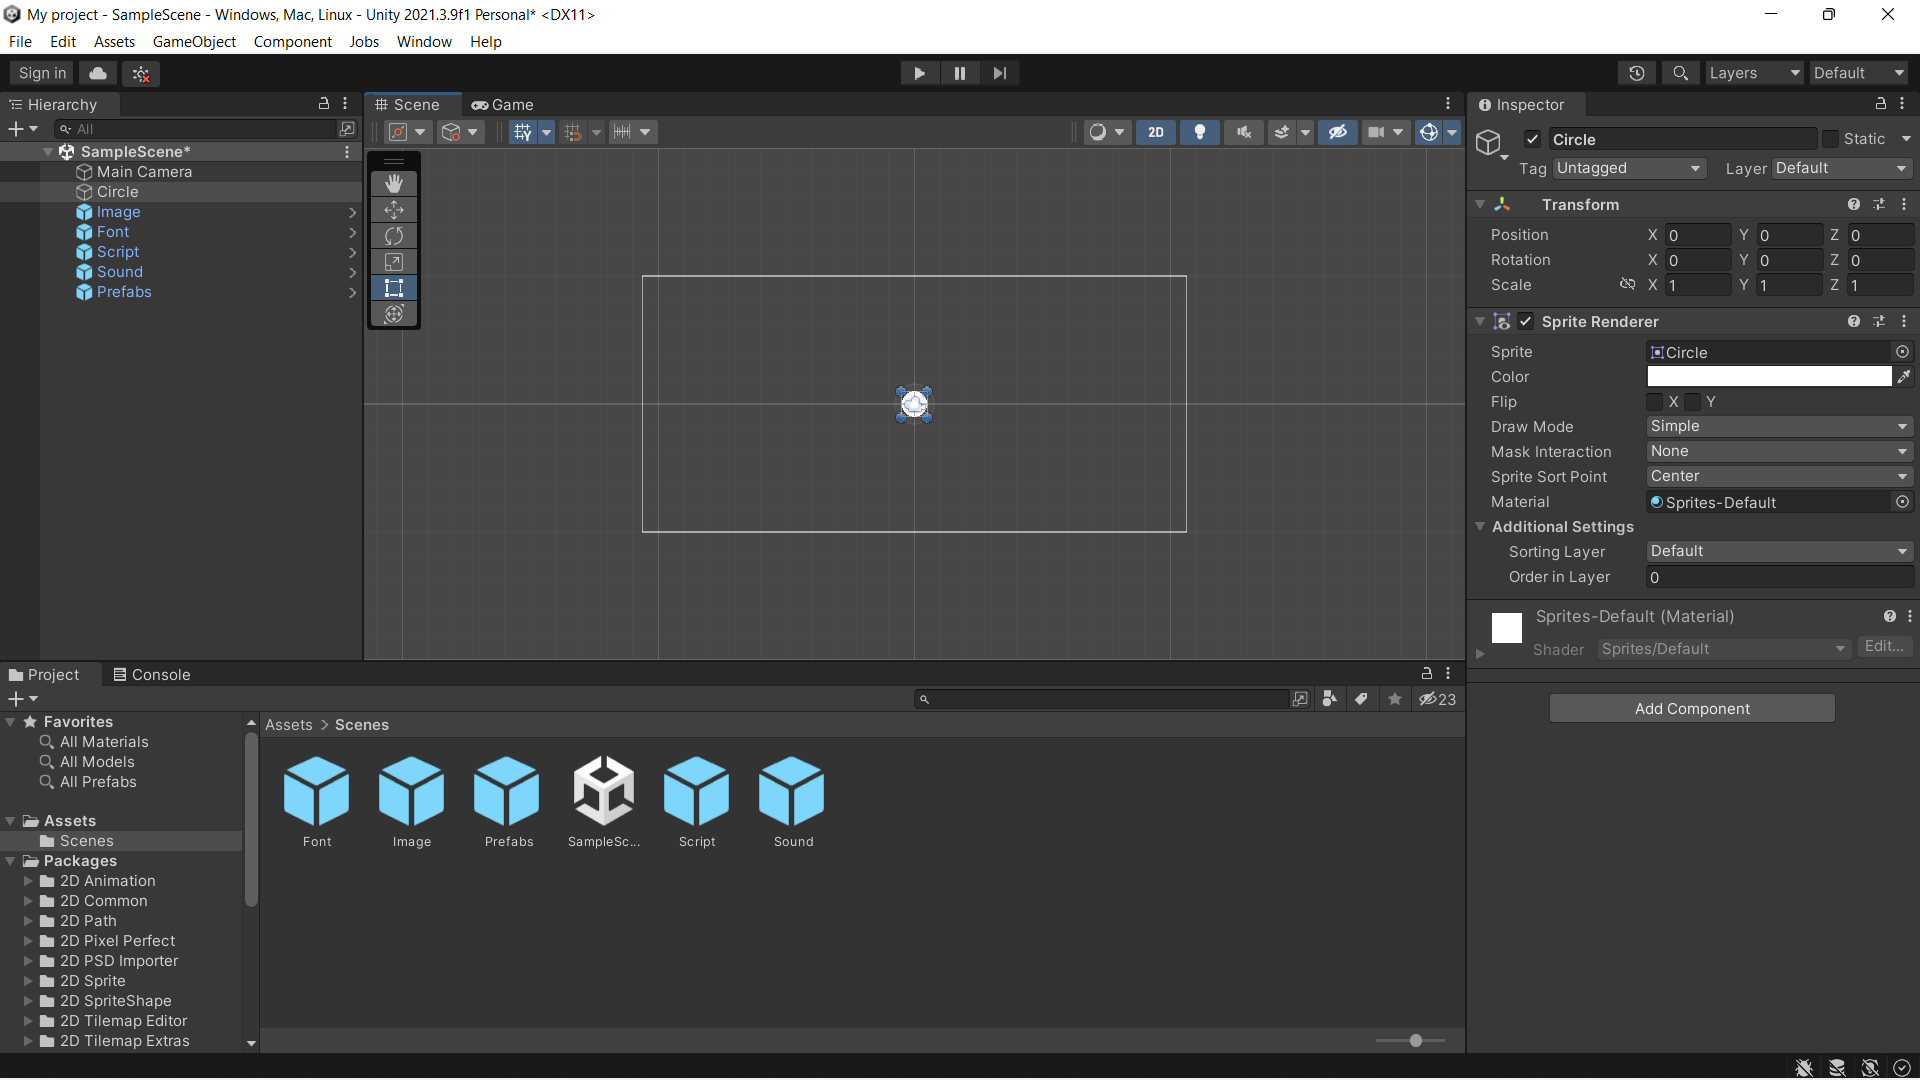 My project - SampleScene - Windows, Mac, Linux - Unity 2021.3.9f1 Personal* <DX11>
File Edit Assets GameObject Component Jobs Window Help
Sign in
Layers
Default
Hierarchy
All
SampleScene*
Main Camera
Circle
Image
Font
Script
Sound
Prefabs
Scene
Game
2D
Inspector
Circle
Static
Tag Untagged
Layer Default
Transform
Position X 0 Y 0 Z 0
Rotation X 0 Y 0 Z 0
Scale X 1 Y 1 Z 1
Sprite Renderer
Sprite Circle
Color
Flip X Y
Draw Mode Simple
Mask Interaction None
Sprite Sort Point Center
Material Sprites-Default
Additional Settings
Sorting Layer Default
Order in Layer 0
Sprites-Default (Material)
Shader Sprites/Default Edit...
Add Component
Project
Console
23
Favorites
All Materials
All Models
All Prefabs
Assets
Scenes
Packages
2D Animation
2D Common
2D Path
2D Pixel Perfect
2D PSD Importer
2D Sprite
2D SpriteShape
2D Tilemap Editor
2D Tilemap Extras
Assets > Scenes
Font
Image
Prefabs
SampleSc...
Script
Sound